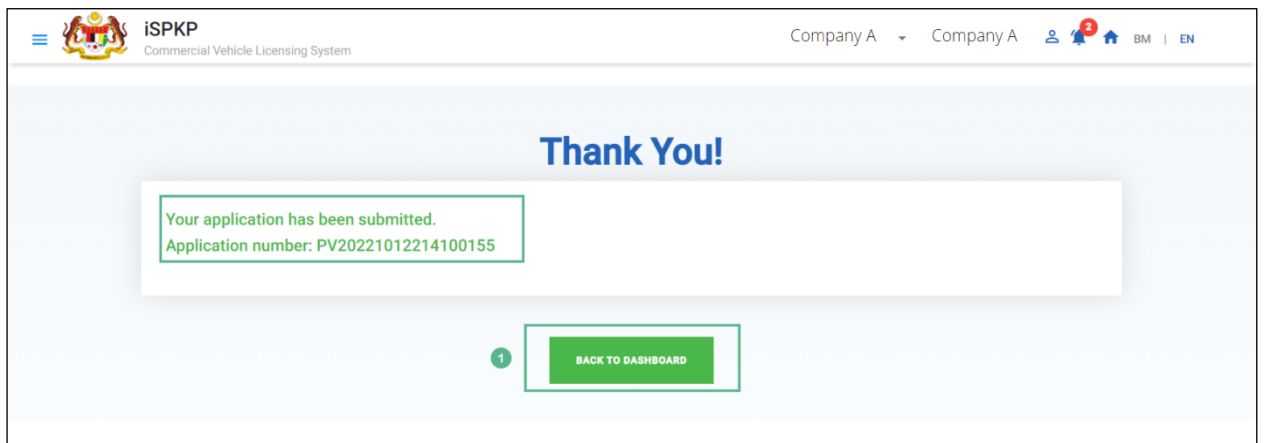 iSPKP
Commercial Vehicle Licensing System
Company A
Company A
2
BM | EN
Thank You!
Your application has been submitted.
Application number: PV20221012214100155
1
BACK TO DASHBOARD